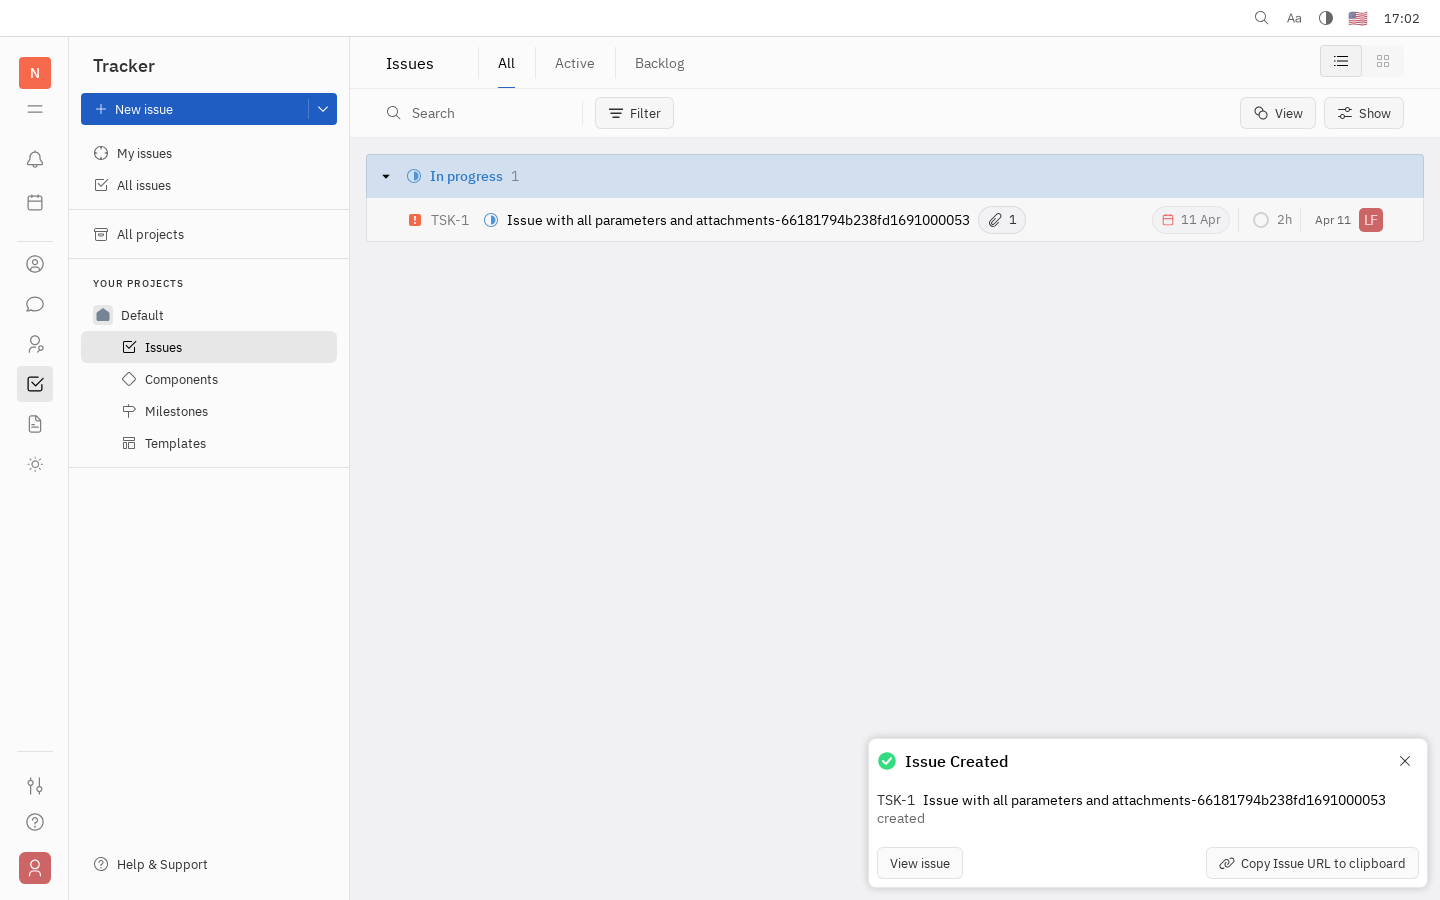 Aa 17:02
N
Tracker
New issue
My issues
All issues
All projects
YOUR PROJECTS
Default
Issues
Components
Milestones
Templates
Help & Support
Issues All Active Backlog
Search Filter View Show
In progress 1
TSK-1 Issue with all parameters and attachments-66181794b238fd1691000053 1 11 Apr 2h Apr 11 LF
Issue Created
TSK-1 Issue with all parameters and attachments-66181794b238fd1691000053
created
View issue Copy Issue URL to clipboard